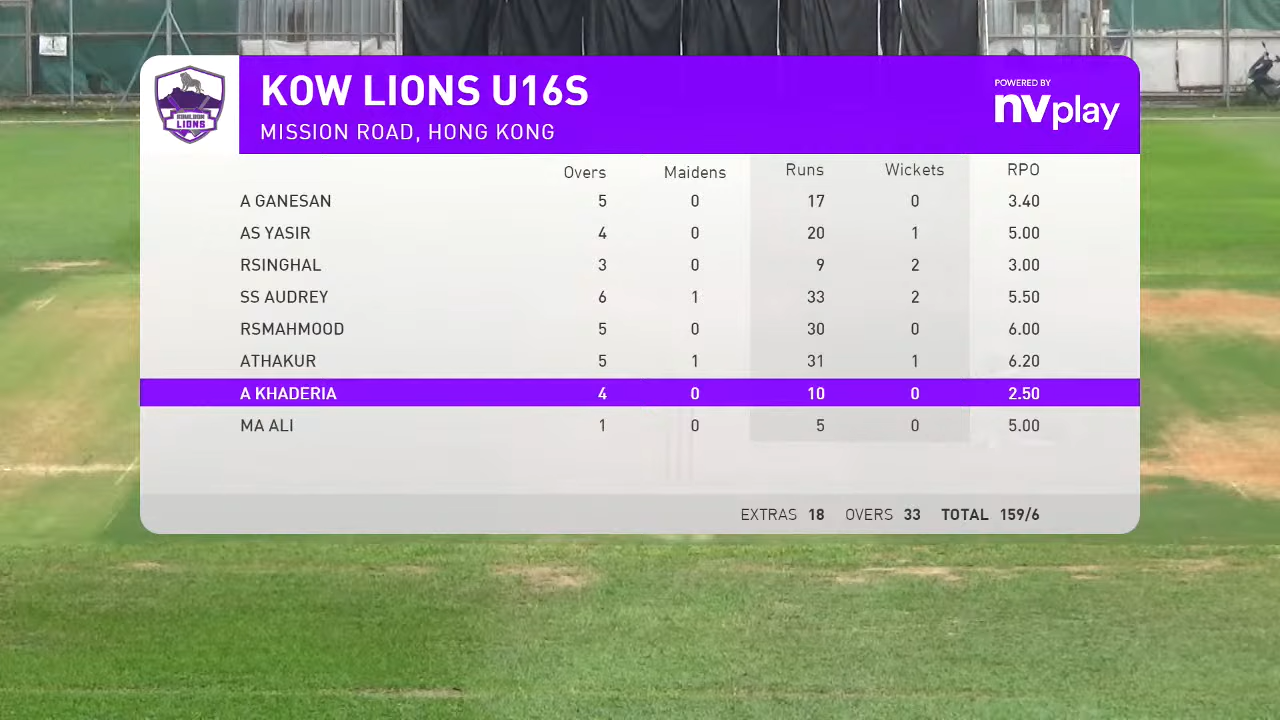 KOW LIONS U16S
MISSION ROAD, HONG KONG
POWERED BY
nvplay
LIONS
Overs Maidens Runs Wickets RPO
A GANESAN 5 0 17 0 3.40
AS YASIR 4 0 20 1 5.00
RSINGHAL 3 0 9 2 3.00
SS AUDREY 6 1 33 2 5.50
RSMAHMOOD 5 0 30 0 6.00
ATHAKUR 5 1 31 1 6.20
A KHADERIA 4 0 10 0 2.50
MA ALI 1 0 5 0 5.00
EXTRAS 18 OVERS 33 TOTAL 159/6